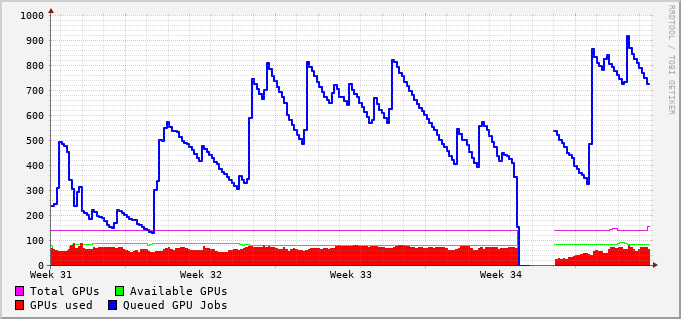 1000
900
800
700
600
500
400
300
200
100
0
Week 31 Week 32 Week 33 Week 34
Total GPUs Available GPUs
GPUs used Queued GPU Jobs
RRDTOOL / TOBI OETIKER